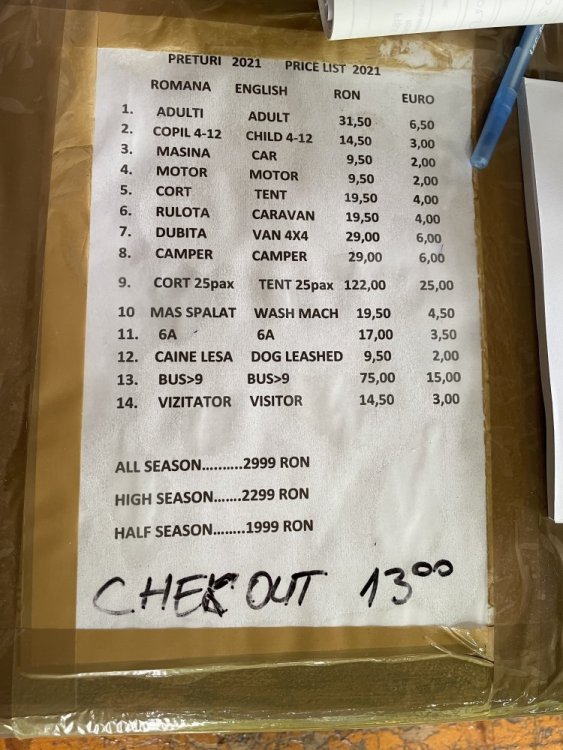 PRETURI 2021 PRICE LIST 2021
ROMANA ENGLISH RON EURO
1. ADULTI ADULT 31,50 6,50
2. COPIL 4-12 CHILD 4-12 14,50 3,00
3. MASINA CAR 9,50 2,00
4. MOTOR MOTOR 9,50 2,00
5. CORT TENT 19,50 4,00
6. RULOTA CARAVAN 19,50 4,00
7. DUBITA VAN 4X4 29,00 6,00
8. CAMPER CAMPER 29,00 6,00
9. CORT 25pax TENT 25pax 122,00 25,00
10 MAS SPALAT WASH MACH 19,50 4,50
11. 6A 6A 17,00 3,50
12. CAINE LESA DOG LEASHED 9,50 2,00
13. BUS>9 BUS>9 75,00 15,00
14. VIZITATOR VISITOR 14,50 3,00
ALL SEASON..........2999 RON
HIGH SEASON.......2299 RON
HALF SEASON........1999 RON
CHEK OUT 13⁰⁰